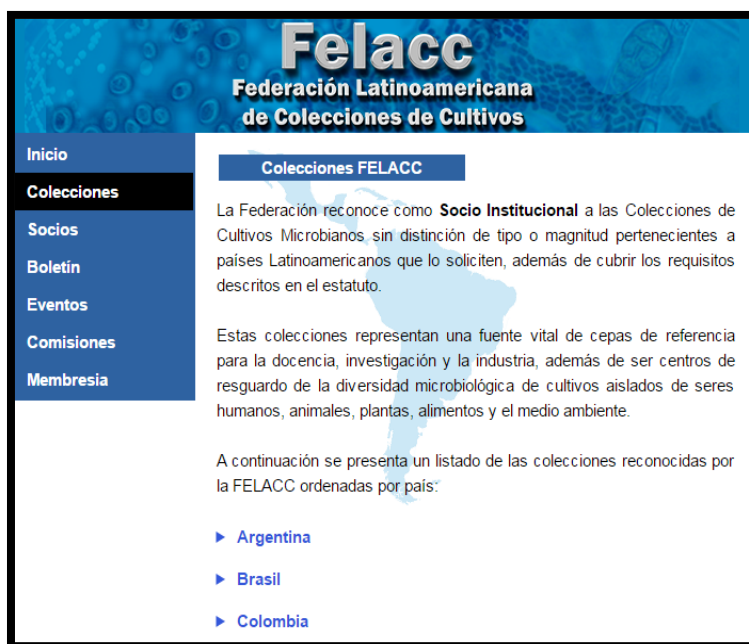 Felacc
Federación Latinoamericana
de Colecciones de Cultivos
Inicio
Colecciones
Socios
Boletín
Eventos
Comisiones
Membresia
Colecciones FELACC
La Federación reconoce como Socio Institucional a las Colecciones de
Cultivos Microbianos sin distinción de tipo o magnitud pertenecientes a
países Latinoamericanos que lo soliciten, además de cubrir los requisitos
descritos en el estatuto.
Estas colecciones representan una fuente vital de cepas de referencia
para la docencia, investigación y la industria, además de ser centros de
resguardo de la diversidad microbiológica de cultivos aislados de seres
humanos, animales, plantas, alimentos y el medio ambiente.
A continuación se presenta un listado de las colecciones reconocidas por
la FELACC ordenadas por país:
Argentina
Brasil
Colombia